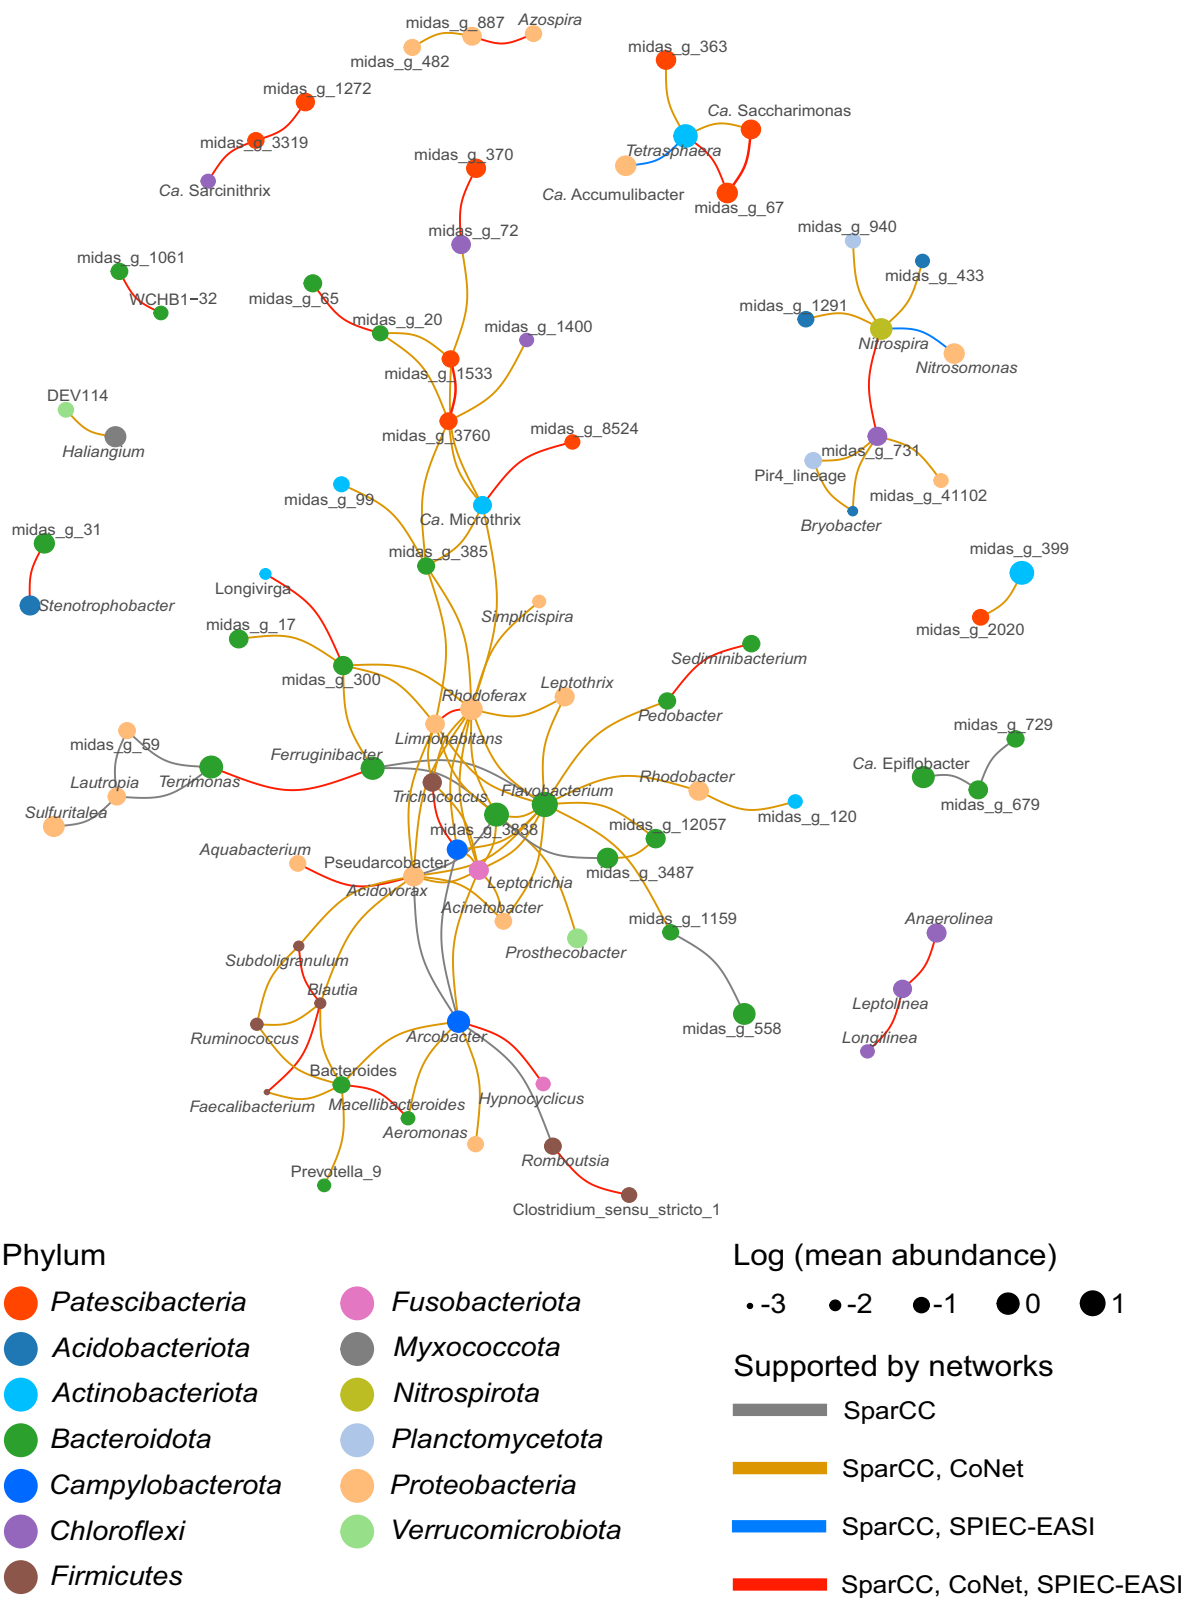 midas_g_887
Azospira
midas_g_482
midas_g_363
midas_g_1272
Ca. Saccharimonas
midas_g_3319
Tetrasphaera
midas_g_370
Ca. Sarcinithrix
Ca. Accumulibacter
midas_g_67
midas_g_72
midas_g_940
midas_g_1061
midas_g_433
WCHB1−32
midas_g_65
midas_g_20
midas_g_1400
midas_g_1291
Nitrospira
Nitrosomonas
midas_g_1533
DEV114
midas_g_3760
midas_g_8524
Haliangium
midas_g_731
Pir4_lineage
midas_g_41102
midas_g_99
Ca. Microthrix
Bryobacter
midas_g_31
midas_g_385
midas_g_399
Longivirga
Stenotrophobacter
Simplicispira
midas_g_17
midas_g_2020
Sediminibacterium
midas_g_300
Rhodoferax
Leptothrix
Pedobacter
midas_g_729
Limnohabitans
midas_g_59
Ferruginibacter
Ca. Epiflobacter
Lautropia
Terrimonas
Trichococcus
Flavobacterium
Rhodobacter
midas_g_679
Sulfuritalea
midas_g_3838
midas_g_12057
midas_g_120
Aquabacterium
Pseudarcobacter
midas_g_3487
Acidovorax
Leptotrichia
Acinetobacter
midas_g_1159
Anaerolinea
Prosthecobacter
Subdoligranulum
Blautia
Leptolinea
Ruminococcus
Arcobacter
midas_g_558
Longilinea
Bacteroides
Faecalibacterium
Macellibacteroides
Hypnocyclicus
Aeromonas
Romboutsia
Prevotella_9
Clostridium_sensu_stricto_1
Phylum
Patescibacteria
Acidobacteriota
Actinobacteriota
Bacteroidota
Campylobacterota
Chloroflexi
Firmicutes
Fusobacteriota
Myxococcota
Nitrospirota
Planctomycetota
Proteobacteria
Verrucomicrobiota
Log (mean abundance)
-3 -2 -1 0 1
Supported by networks
SparCC
SparCC, CoNet
SparCC, SPIEC-EASI
SparCC, CoNet, SPIEC-EASI